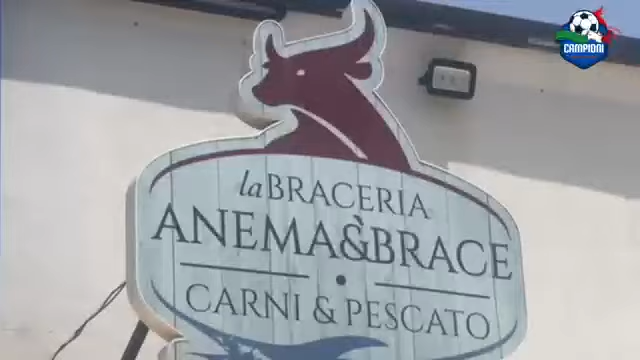 CAMPIONI
la BRACERIA
ANEMA&BRACE
CARNI & PESCATO